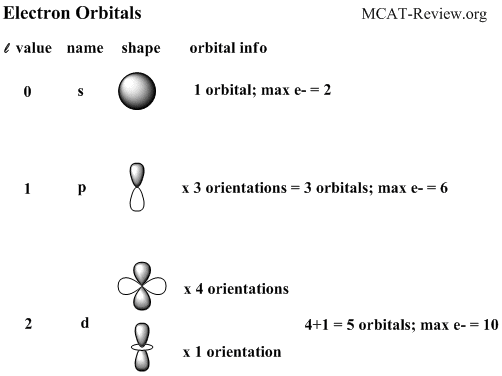 Electron Orbitals
MCAT-Review.org
ℓ value name shape orbital info
0 s 1 orbital; max e- = 2
1 p x 3 orientations = 3 orbitals; max e- = 6
x 4 orientations
2 d 4+1 = 5 orbitals; max e- = 10
x 1 orientation